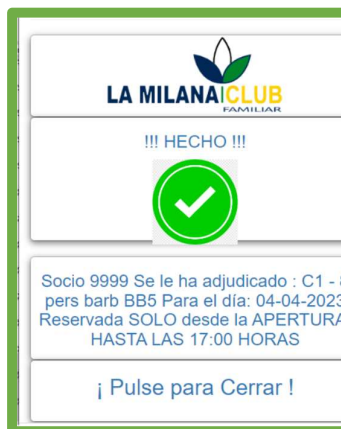 LA MILANA CLUB
FAMILIAR
!!! HECHO !!!
Socio 9999 Se le ha adjudicado : C1 -
pers barb BB5 Para el día: 04-04-2023
Reservada SOLO desde la APERTURA
HASTA LAS 17:00 HORAS
¡ Pulse para Cerrar !